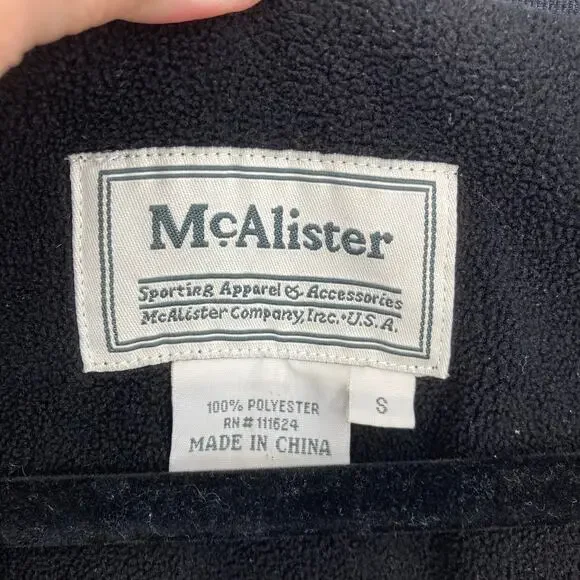 McAlister
Sporting Apparel & Accessories
McAlister Company, Inc. • U.S.A.
S
100% POLYESTER
RN# 111624
MADE IN CHINA